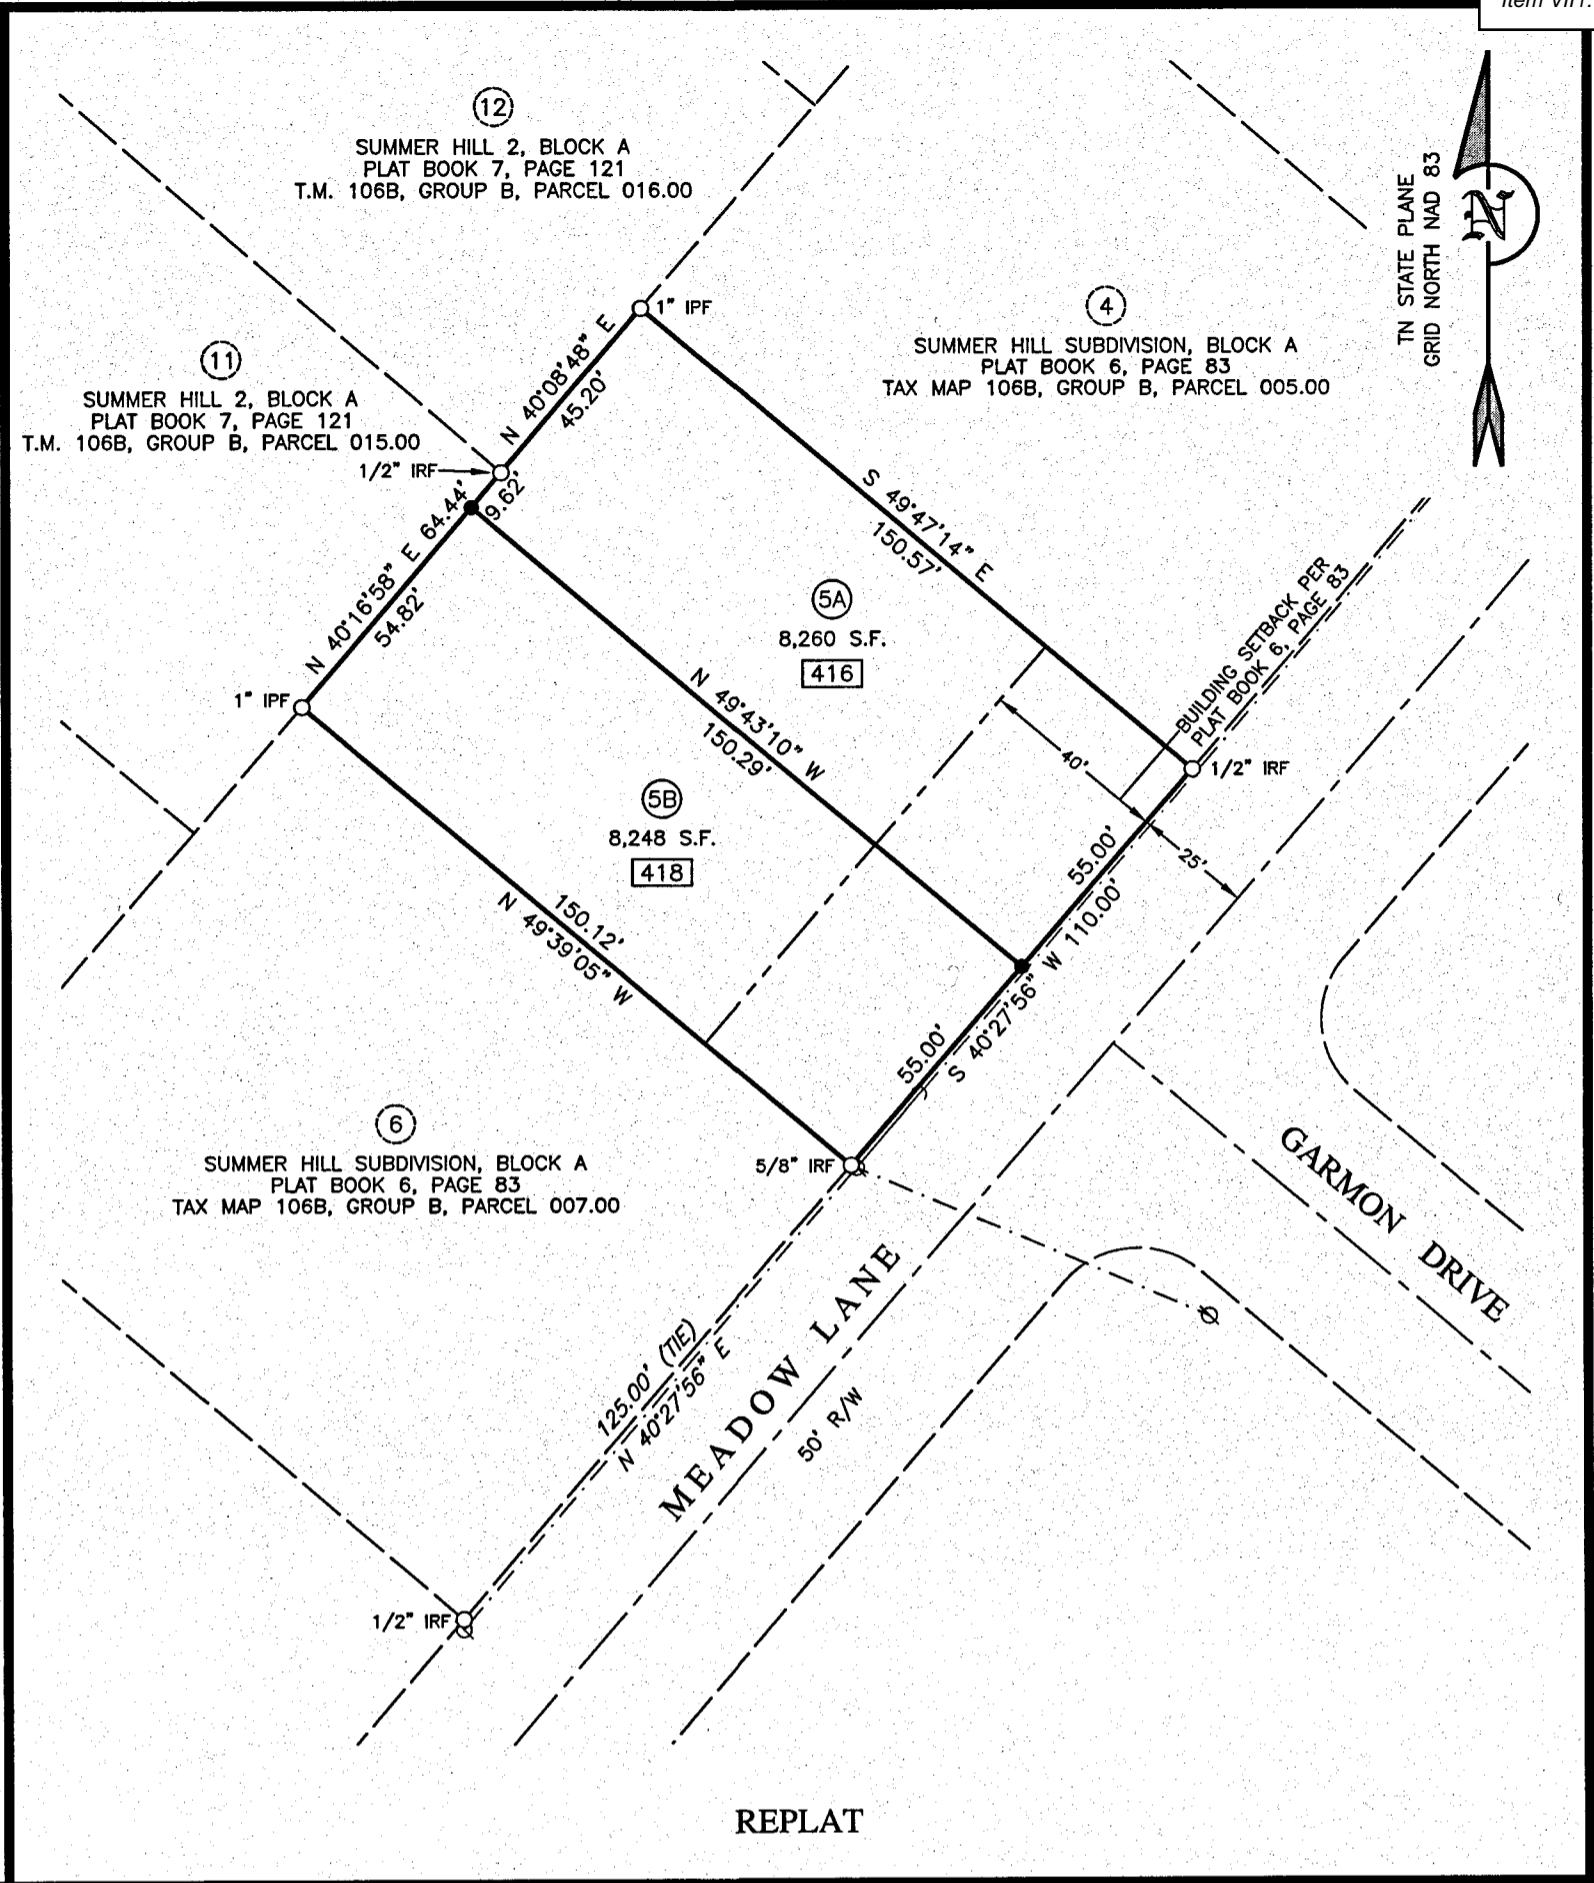 12
SUMMER HILL 2, BLOCK A
PLAT BOOK 7, PAGE 121
T.M. 106B, GROUP B, PARCEL 016.00
TN STATE PLANE
GRID NORTH NAD 83
N
1" IPF
4
SUMMER HILL SUBDIVISION, BLOCK A
PLAT BOOK 6, PAGE 83
TAX MAP 106B, GROUP B, PARCEL 005.00
11
SUMMER HILL 2, BLOCK A
PLAT BOOK 7, PAGE 121
T.M. 106B, GROUP B, PARCEL 015.00
N 40°08'48" E
45.20'
1/2" IRF
9.62'
N 40°16'58" E 64.44'
54.82'
S 49°47'14" E
150.57'
5A
8,260 S.F.
416
BUILDING SETBACK PER
PLAT BOOK 6, PAGE 83
1" IPF
N 49°43'10" W
150.29'
40'
1/2" IRF
5B
8,248 S.F.
418
55.00'
25'
150.12'
N 49°39'05" W
S 40°27'56" W 110.00'
55.00'
6
SUMMER HILL SUBDIVISION, BLOCK A
PLAT BOOK 6, PAGE 83
TAX MAP 106B, GROUP B, PARCEL 007.00
5/8" IRF
GARMON DRIVE
125.00' (TIE)
N 40°27'56" E
MEADOW LANE
50' R/W
1/2" IRF
REPLAT